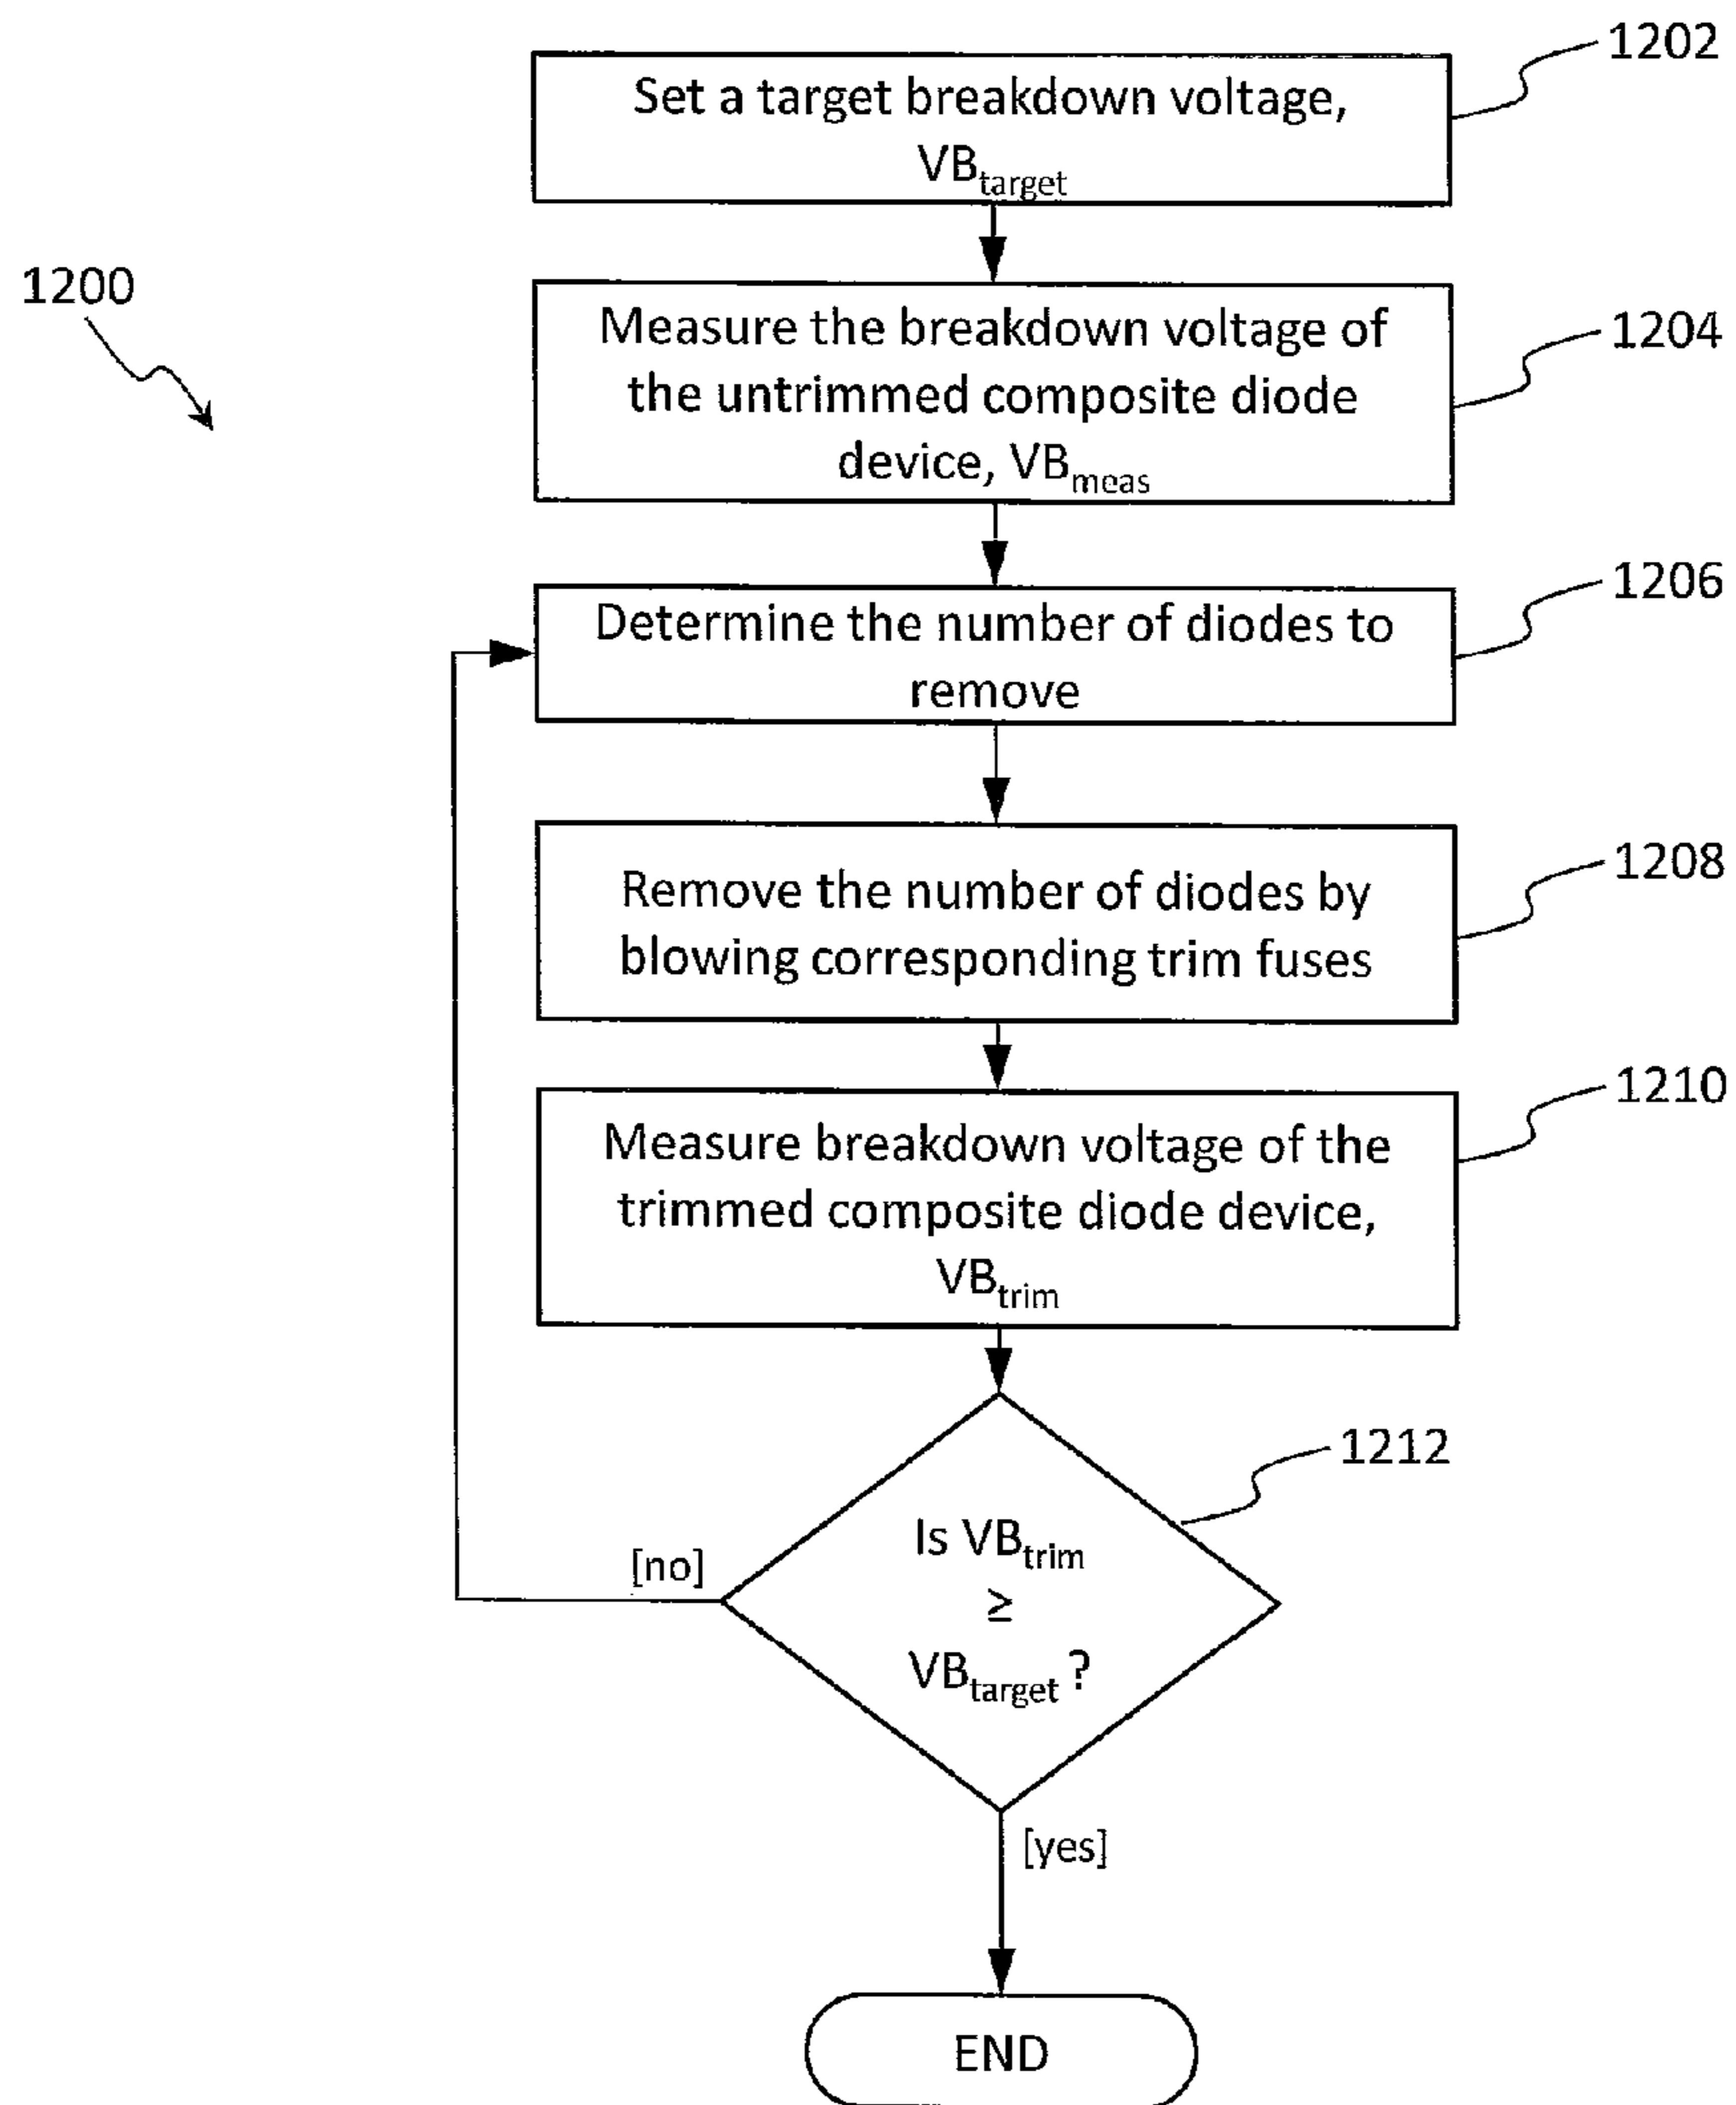 1202
Set a target breakdown voltage,
VBtarget
1200
Measure the breakdown voltage of
the untrimmed composite diode
device, VBmeas
1204
Determine the number of diodes to
remove
1206
Remove the number of diodes by
blowing corresponding trim fuses
1208
Measure breakdown voltage of the
trimmed composite diode device,
VBtrim
1210
Is VBtrim
≥
VBtarget ?
1212
[no]
[yes]
END